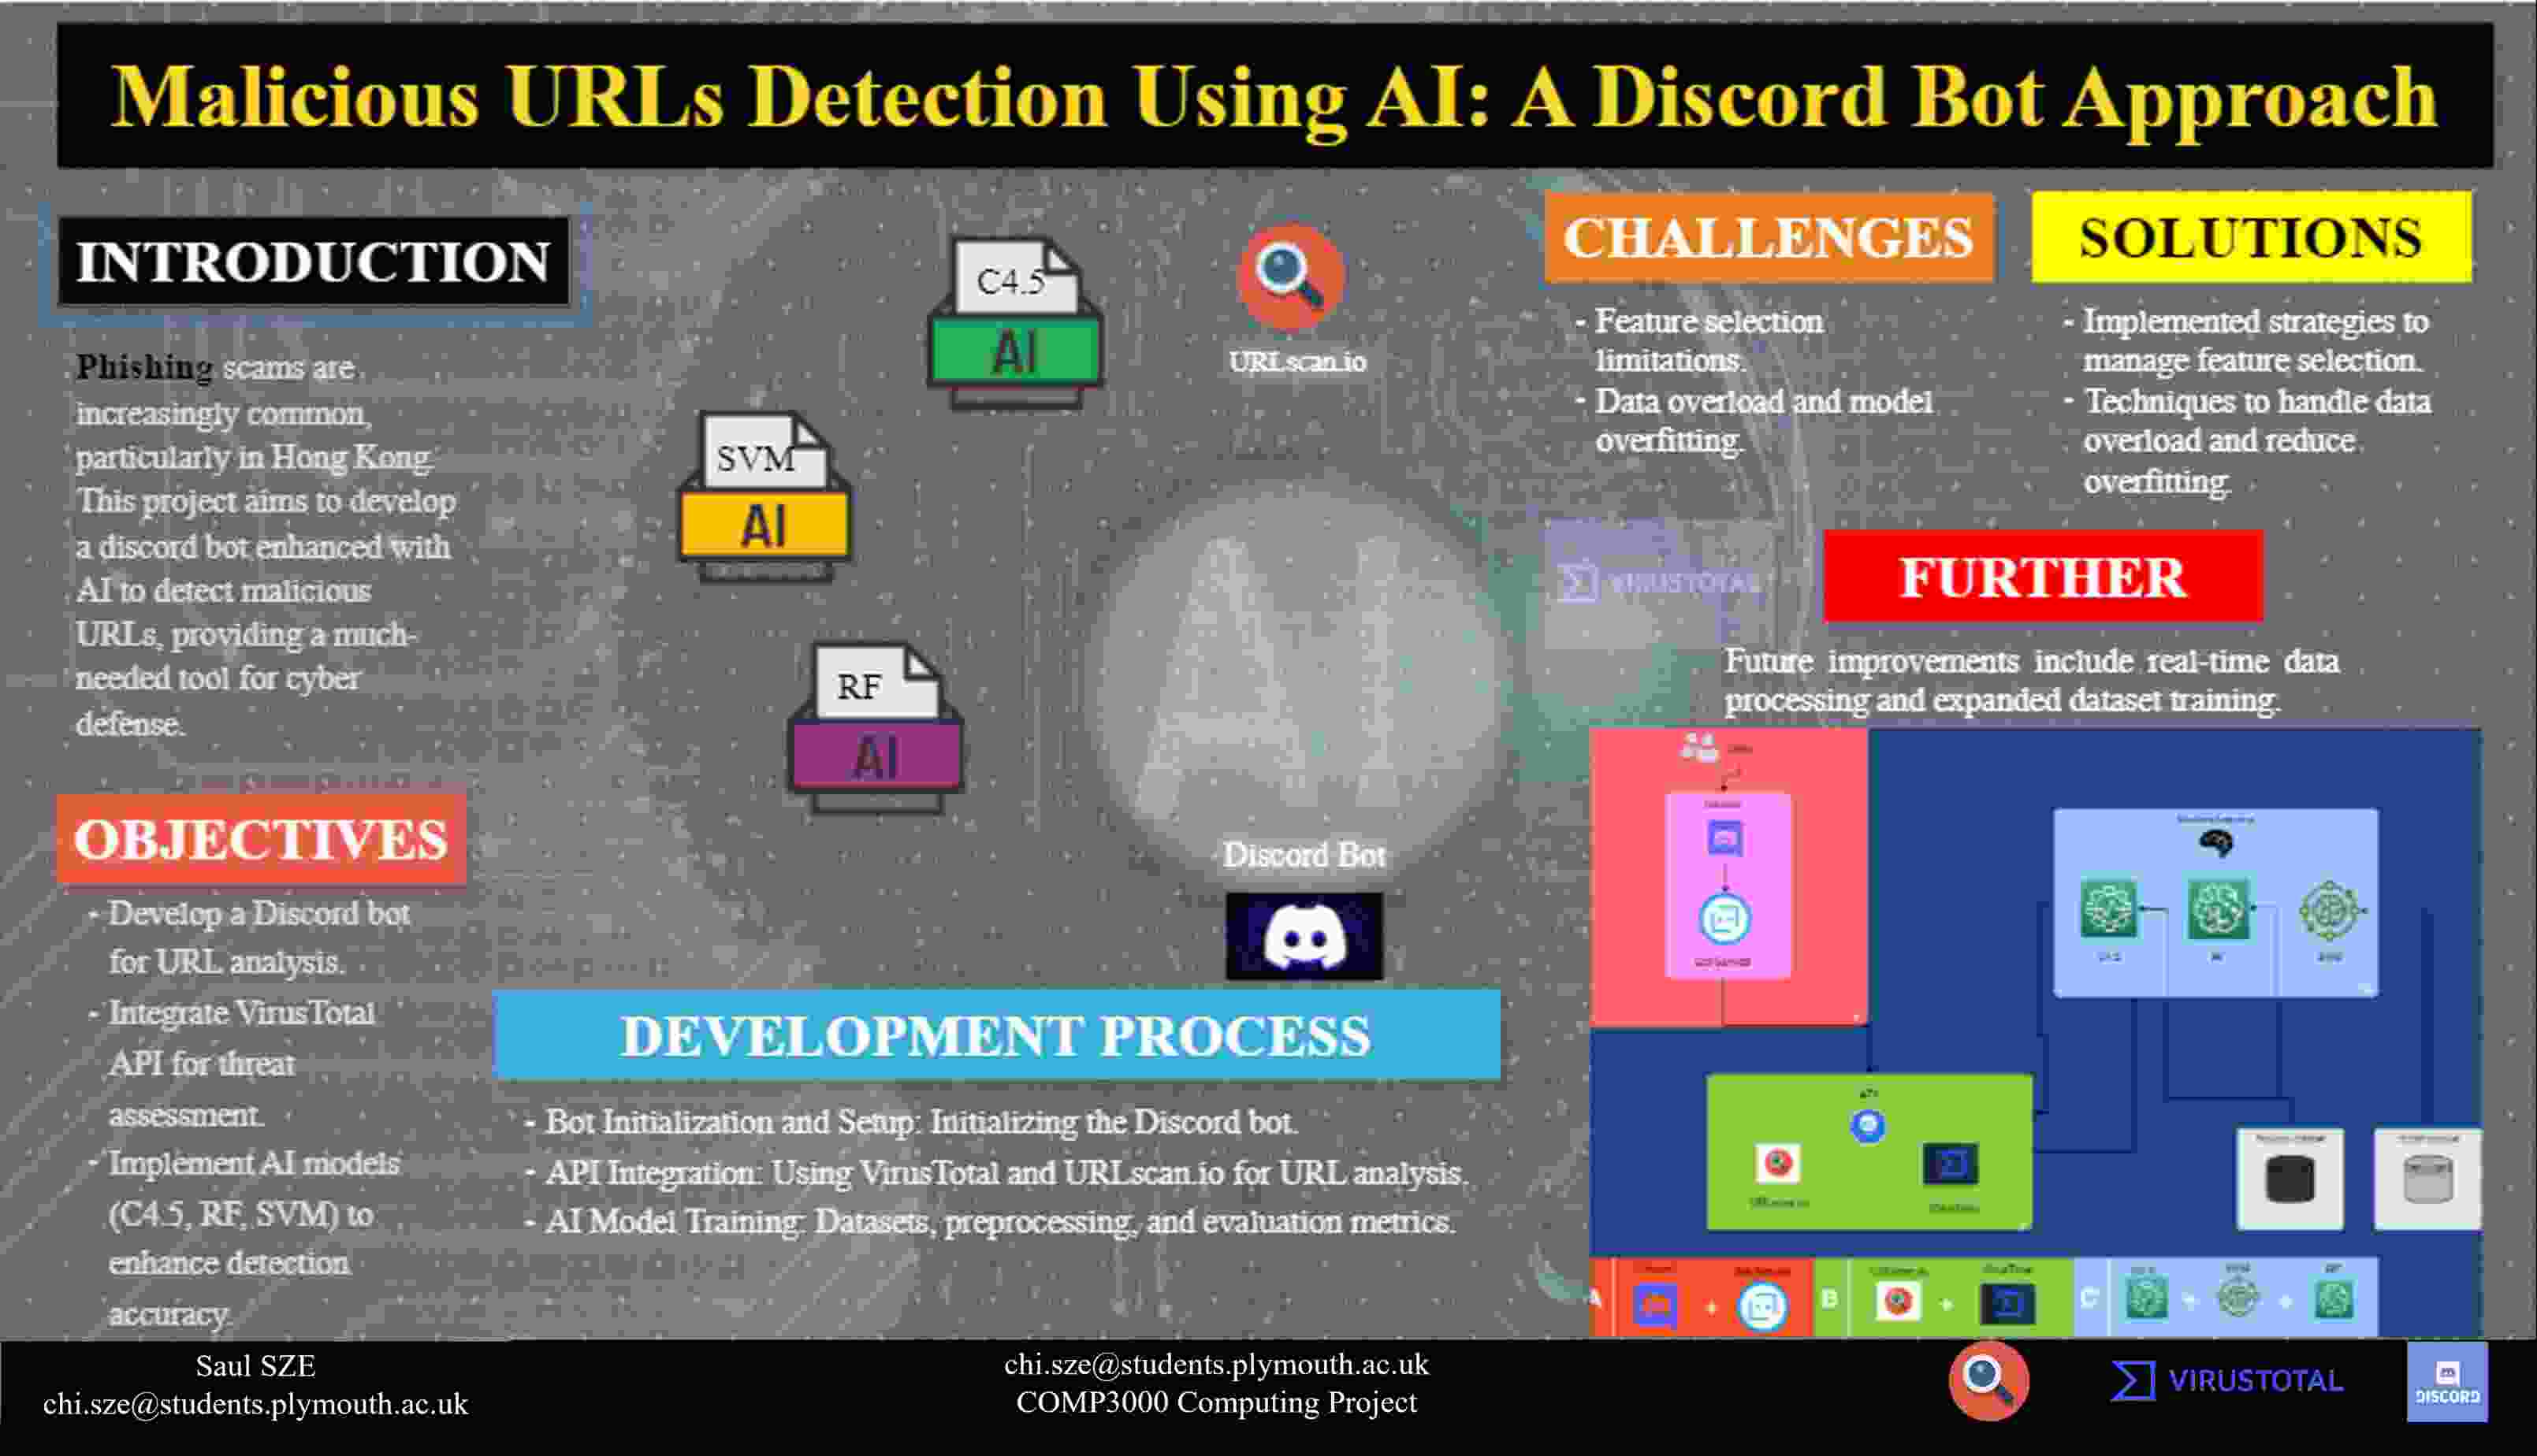 Malicious URLs Detection Using AI: A Discord Bot Approach
INTRODUCTION
Phishing scams are
increasingly common,
particularly in Hong Kong.
This project aims to develop
a discord bot enhanced with
AI to detect malicious
URLs, providing a much-
needed tool for cyber
defense.
OBJECTIVES
- Develop a Discord bot
for URL analysis.
- Integrate VirusTotal
API for threat
assessment.
- Implement AI models
(C4.5, RF, SVM) to
enhance detection
accuracy.
C4.5
AI
SVM
AI
RF
AI
URLscan.io
AI
VIRUSTOTAL
Discord Bot
DEVELOPMENT PROCESS
- Bot Initialization and Setup: Initializing the Discord bot.
- API Integration: Using VirusTotal and URLscan.io for URL analysis.
- AI Model Training: Datasets, preprocessing, and evaluation metrics.
CHALLENGES
- Feature selection
limitations.
- Data overload and model
overfitting.
SOLUTIONS
- Implemented strategies to
manage feature selection.
- Techniques to handle data
overload and reduce
overfitting.
FURTHER
Future improvements include real-time data
processing and expanded dataset training.
A
B
C
Saul SZE
chi.sze@students.plymouth.ac.uk
chi.sze@students.plymouth.ac.uk
COMP3000 Computing Project
VIRUSTOTAL
DISCORD